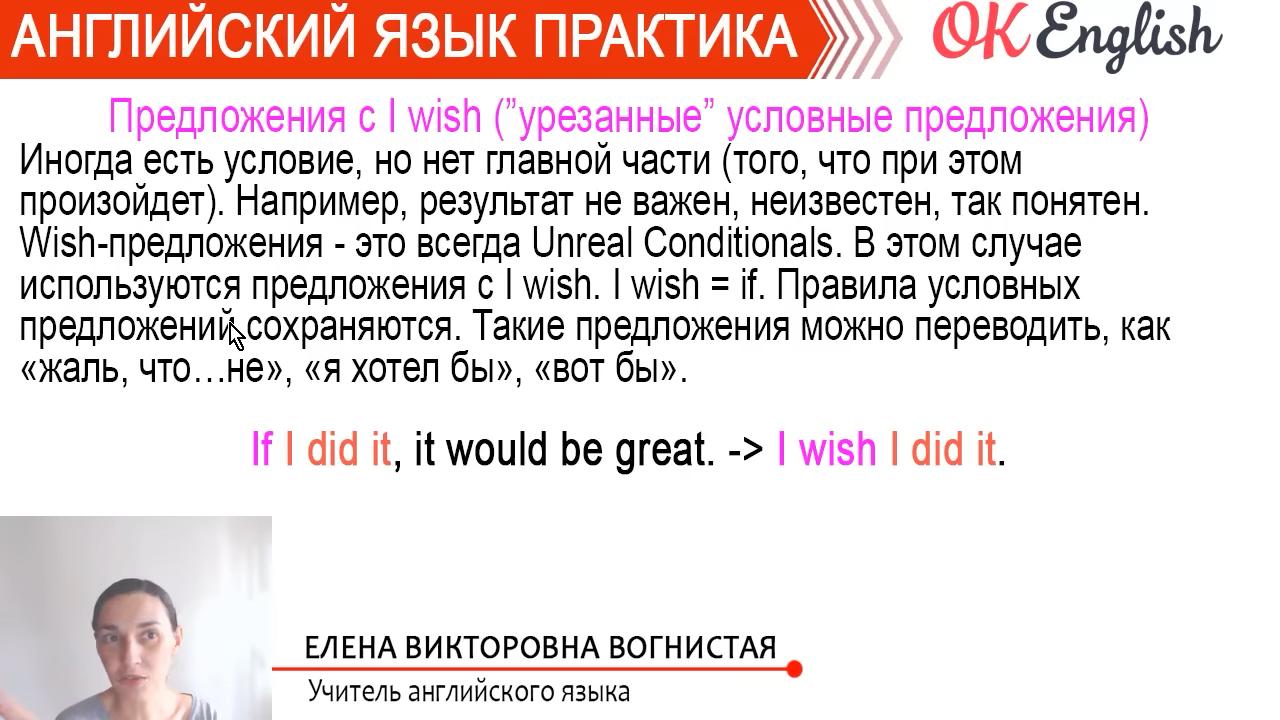 АНГЛИЙСКИЙ ЯЗЫК ПРАКТИКА
OK English
Предложения с I wish (”урезанные” условные предложения)
Иногда есть условие, но нет главной части (того, что при этом
произойдет). Например, результат не важен, неизвестен, так понятен.
Wish-предложения - это всегда Unreal Conditionals. В этом случае
используются предложения с I wish. I wish = if. Правила условных
предложений сохраняются. Такие предложения можно переводить, как
«жаль, что…не», «я хотел бы», «вот бы».
If I did it, it would be great. -> I wish I did it.
ЕЛЕНА ВИКТОРОВНА ВОГНИСТАЯ
Учитель английского языка